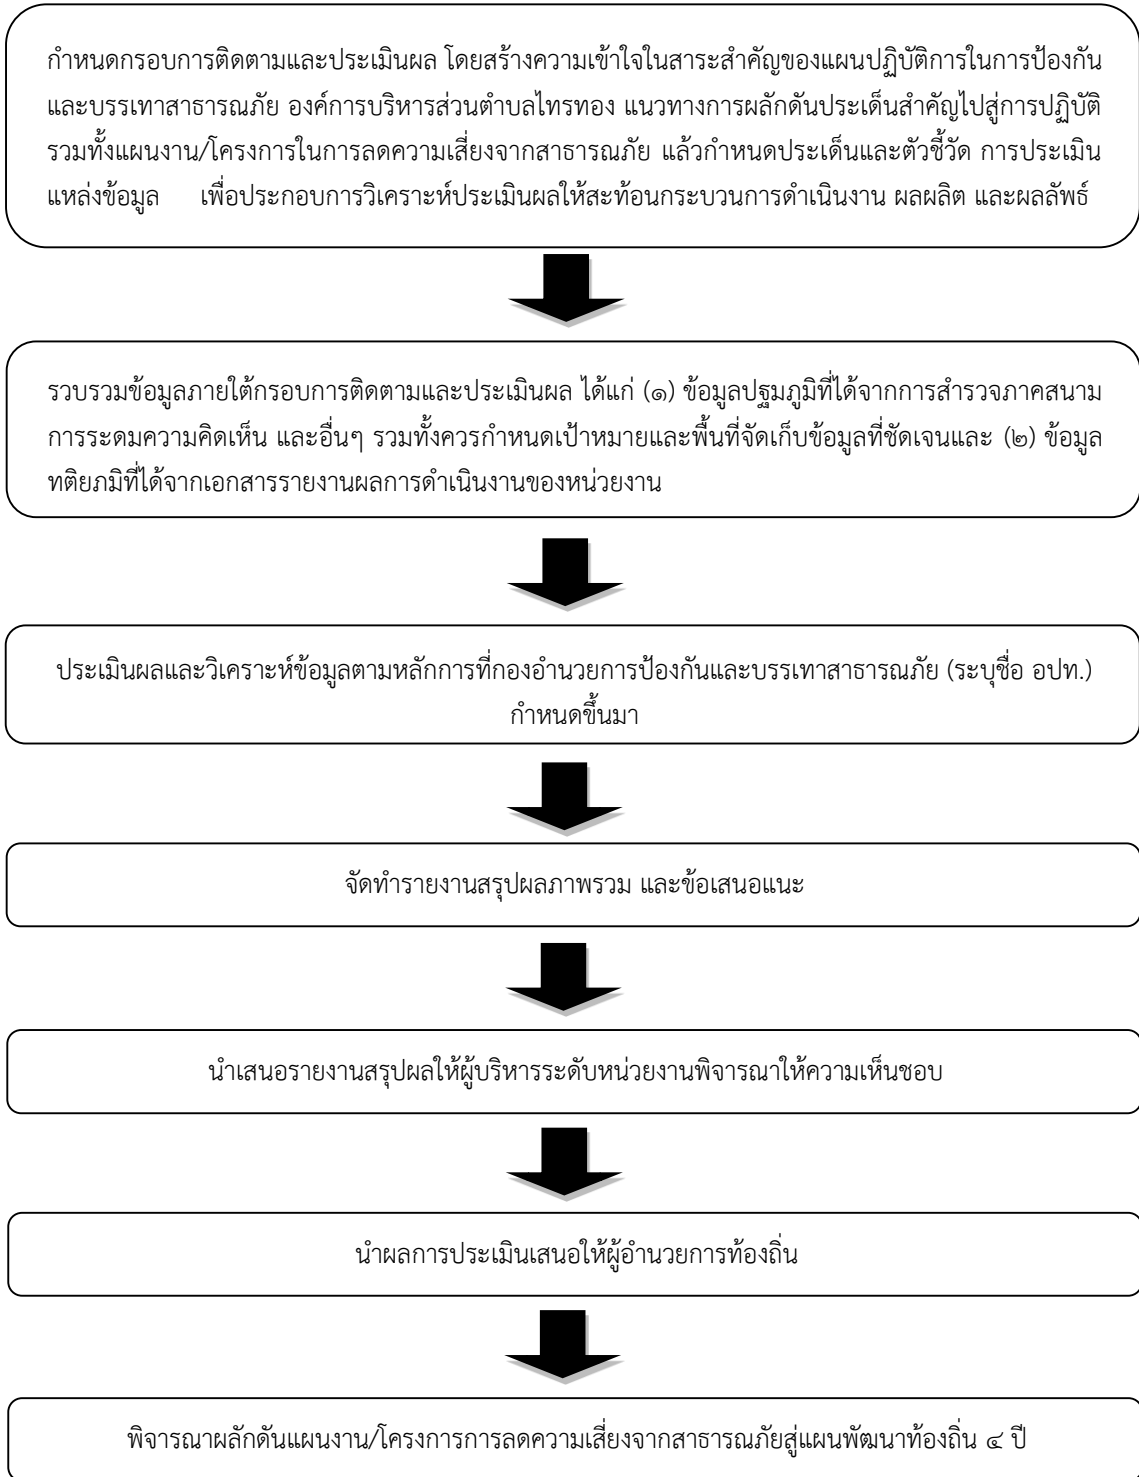 กำหนดกรอบการติดตามและประเมินผล โดยสร้างความเข้าใจในสาระสำคัญของแผนปฏิบัติการในการป้องกัน
และบรรเทาสาธารณภัย องค์การบริหารส่วนตำบลไทรทอง แนวทางการผลักดันประเด็นสำคัญไปสู่การปฏิบัติ
รวมทั้งแผนงาน/โครงการในการลดความเสี่ยงจากสาธารณภัย แล้วกำหนดประเด็นและตัวชี้วัด การประเมิน
แหล่งข้อมูล เพื่อประกอบการวิเคราะห์ประเมินผลให้สะท้อนกระบวนการดำเนินงาน ผลผลิต และผลลัพธ์
รวบรวมข้อมูลภายใต้กรอบการติดตามและประเมินผล ได้แก่ (๑) ข้อมูลปฐมภูมิที่ได้จากการสำรวจภาคสนาม
การระดมความคิดเห็น และอื่นๆ รวมทั้งควรกำหนดเป้าหมายและพื้นที่จัดเก็บข้อมูลที่ชัดเจนและ (๒) ข้อมูล
ทติยภมิที่ได้จากเอกสารรายงานผลการดำเนินงานของหน่วยงาน
ประเมินผลและวิเคราะห์ข้อมูลตามหลักการที่กองอำนวยการป้องกันและบรรเทาสาธารณภัย (ระบุชื่อ อปท.)
กำหนดขึ้นมา
จัดทำรายงานสรุปผลภาพรวม และข้อเสนอแนะ
นำเสนอรายงานสรุปผลให้ผู้บริหารระดับหน่วยงานพิจารณาให้ความเห็นชอบ
นำผลการประเมินเสนอให้ผู้อำนวยการท้องถิ่น
พิจารณาผลักดันแผนงาน/โครงการการลดความเสี่ยงจากสาธารณภัยสู่แผนพัฒนาท้องถิ่น ๔ ปี